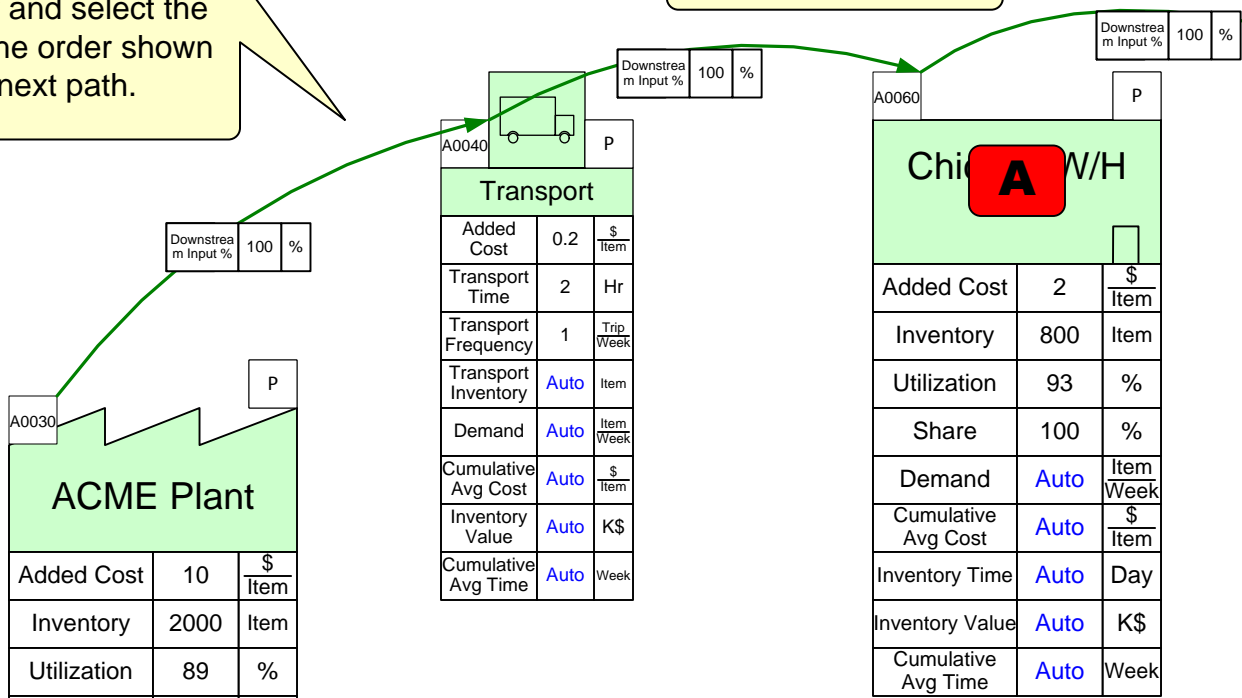 and select the
ne order shown
next path.
Downstrea
m Input %
100
%
Downstrea
m Input %
100
%
Downstrea
m Input %
100
%
A0030
P
ACME Plant
Added Cost
10
$
Item
Inventory
2000
Item
Utilization
89
%
A0040
P
Transport
Added
Cost
0.2
$
Item
Transport
Time
2
Hr
Transport
Frequency
1
Trip
Week
Transport
Inventory
Auto
Item
Demand
Auto
Item
Week
Cumulative
Avg Cost
Auto
$
Item
Inventory
Value
Auto
K$
Cumulative
Avg Time
Auto
Week
A0060
P
Chi W/H
A
Added Cost
2
$
Item
Inventory
800
Item
Utilization
93
%
Share
100
%
Demand
Auto
Item
Week
Cumulative
Avg Cost
Auto
$
Item
Inventory Time
Auto
Day
Inventory Value
Auto
K$
Cumulative
Avg Time
Auto
Week